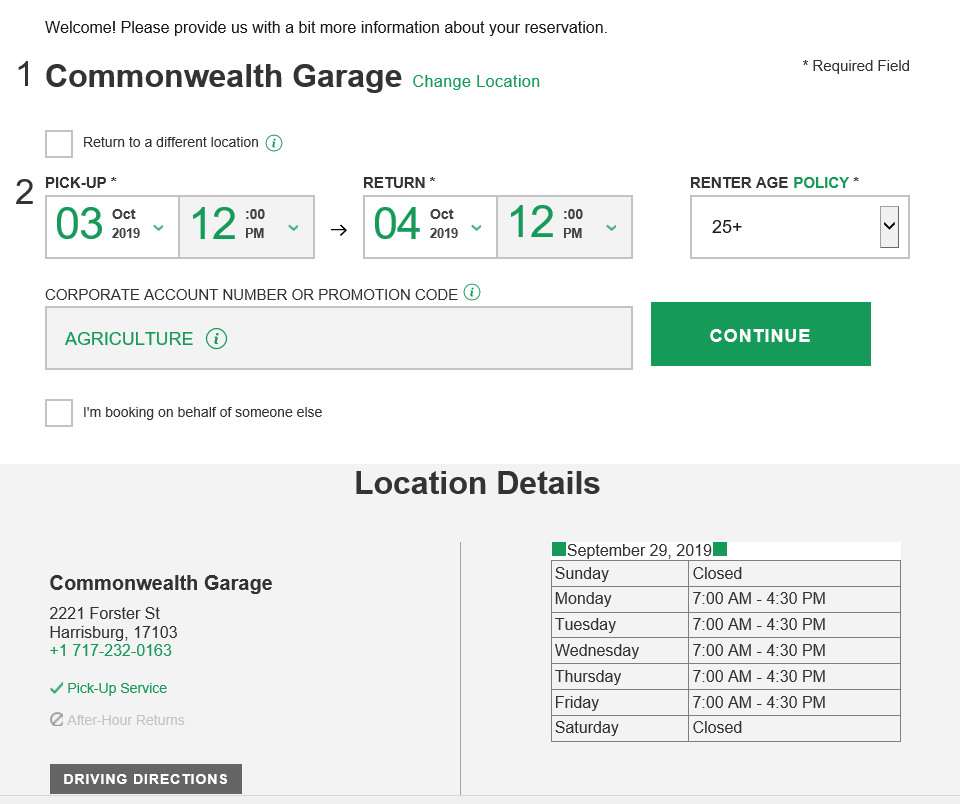 Welcome! Please provide us with a bit more information about your reservation.
1 Commonwealth Garage Change Location * Required Field
Return to a different location i
2 PICK-UP * RETURN * RENTER AGE POLICY *
03 Oct 2019 12 :00 PM → 04 Oct 2019 12 :00 PM 25+
CORPORATE ACCOUNT NUMBER OR PROMOTION CODE i
AGRICULTURE i CONTINUE
I'm booking on behalf of someone else
Location Details
Commonwealth Garage
2221 Forster St
Harrisburg, 17103
+1 717-232-0163
Pick-Up Service
After-Hour Returns
DRIVING DIRECTIONS
September 29, 2019
Sunday Closed
Monday 7:00 AM - 4:30 PM
Tuesday 7:00 AM - 4:30 PM
Wednesday 7:00 AM - 4:30 PM
Thursday 7:00 AM - 4:30 PM
Friday 7:00 AM - 4:30 PM
Saturday Closed